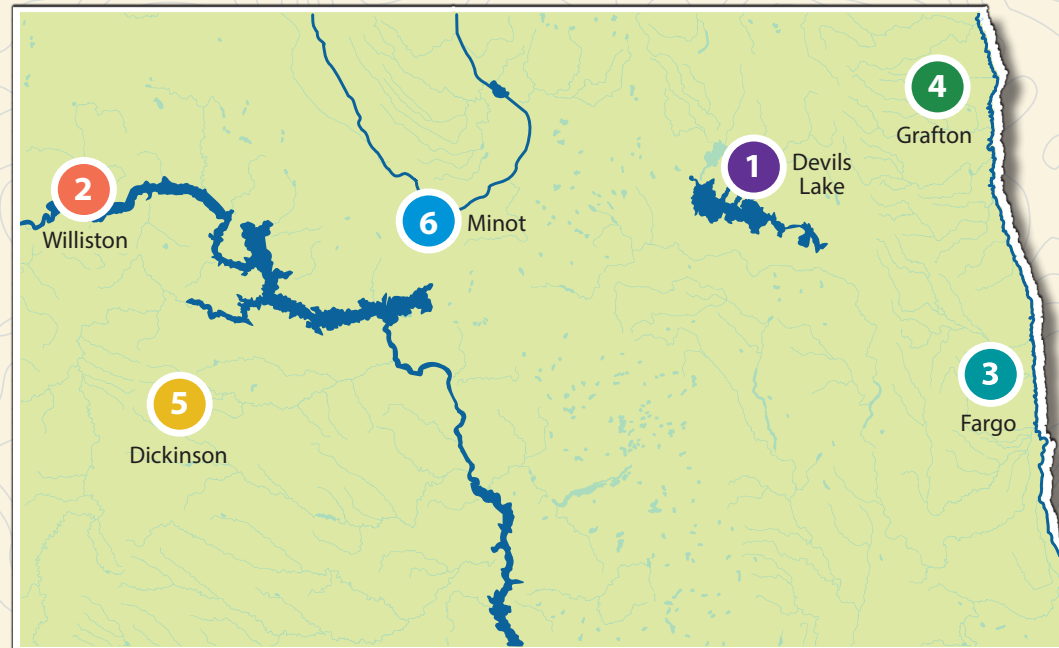 4
Grafton
1
Devils
Lake
2
Williston
6
Minot
3
Fargo
5
Dickinson